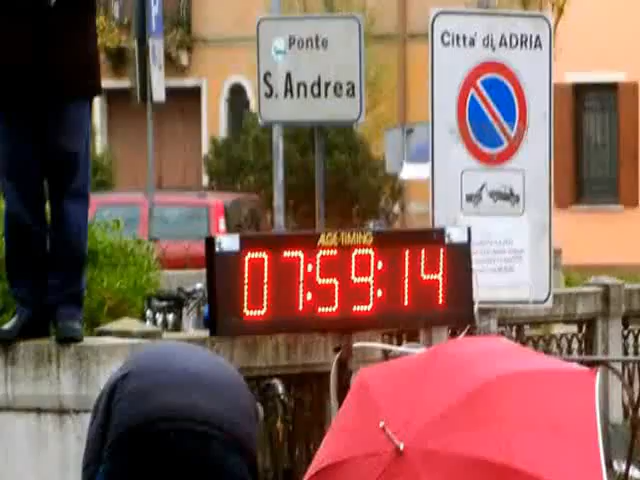 Ponte
S. Andrea
Citta' di ADRIA
P
AGE-TIMING
07:59:14